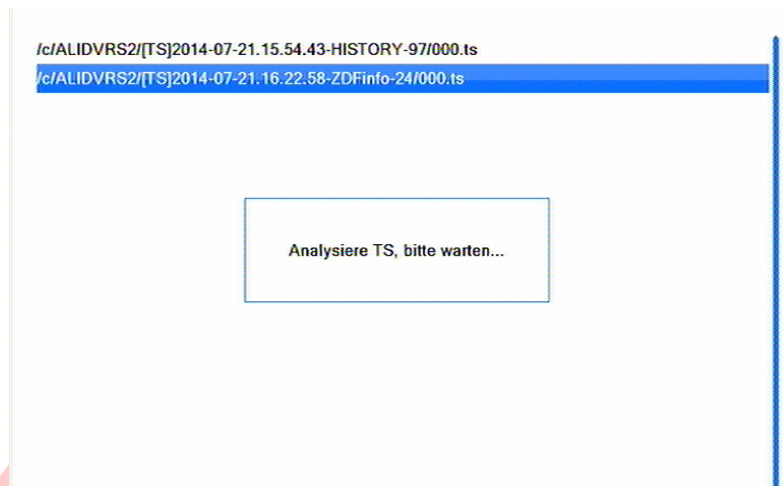 /c/ALIDVRS2/[TS]2014-07-21.15.54.43-HISTORY-97/000.ts
/c/ALIDVRS2/[TS]2014-07-21.16.22.58-ZDFinfo-24/000.ts
Analysiere TS, bitte warten...